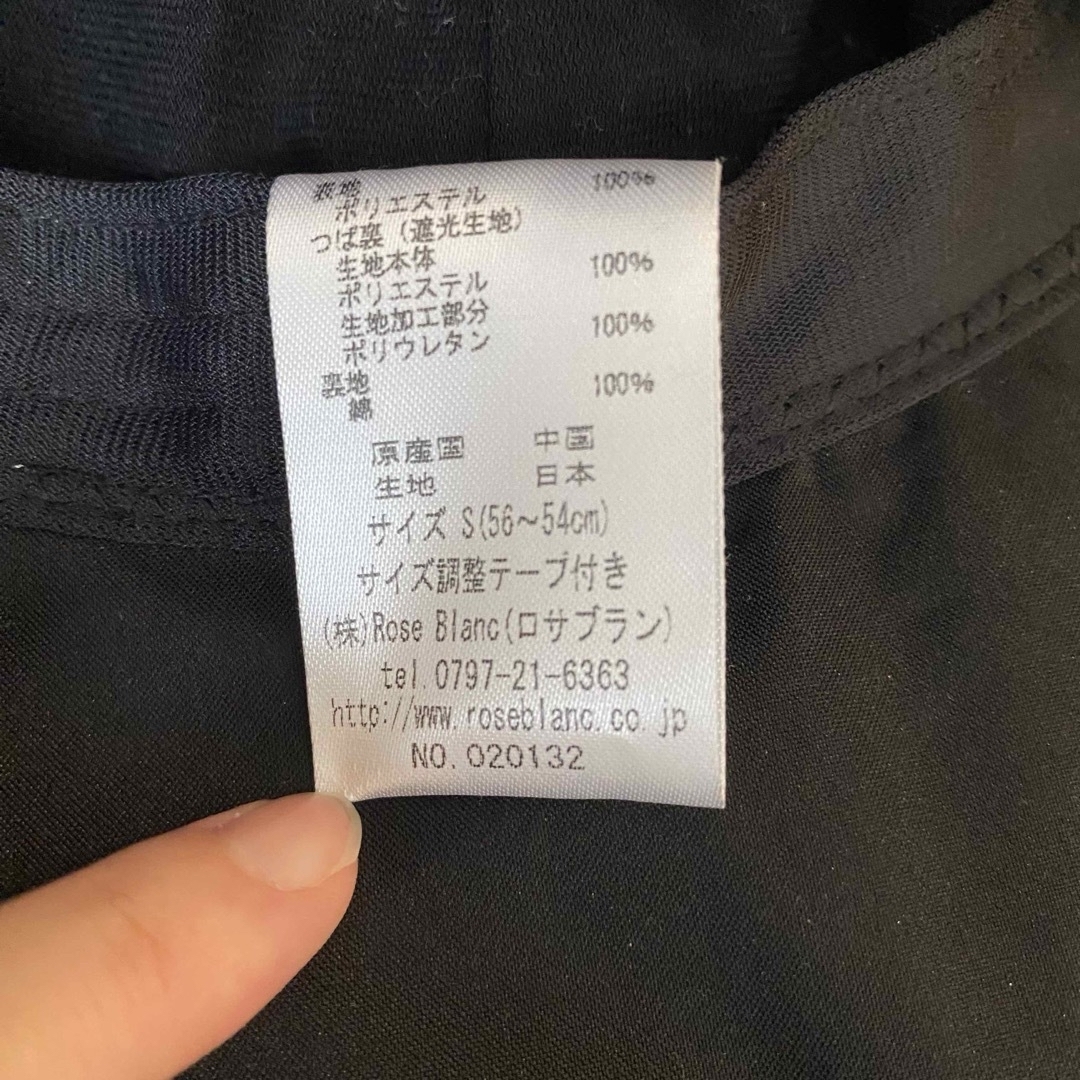 表地
ポリエステル 100%
つば裏(遮光生地)
生地本体
ポリエステル 100%
生地加工部分
ポリウレタン 100%
裏地
綿 100%
原産国 中国
生地 日本
サイズ S(56〜54cm)
サイズ調整テープ付き
(株)Rose Blanc(ロサブラン)
tel.0797-21-6363
http://www.roseblanc.co.jp
NO.020132